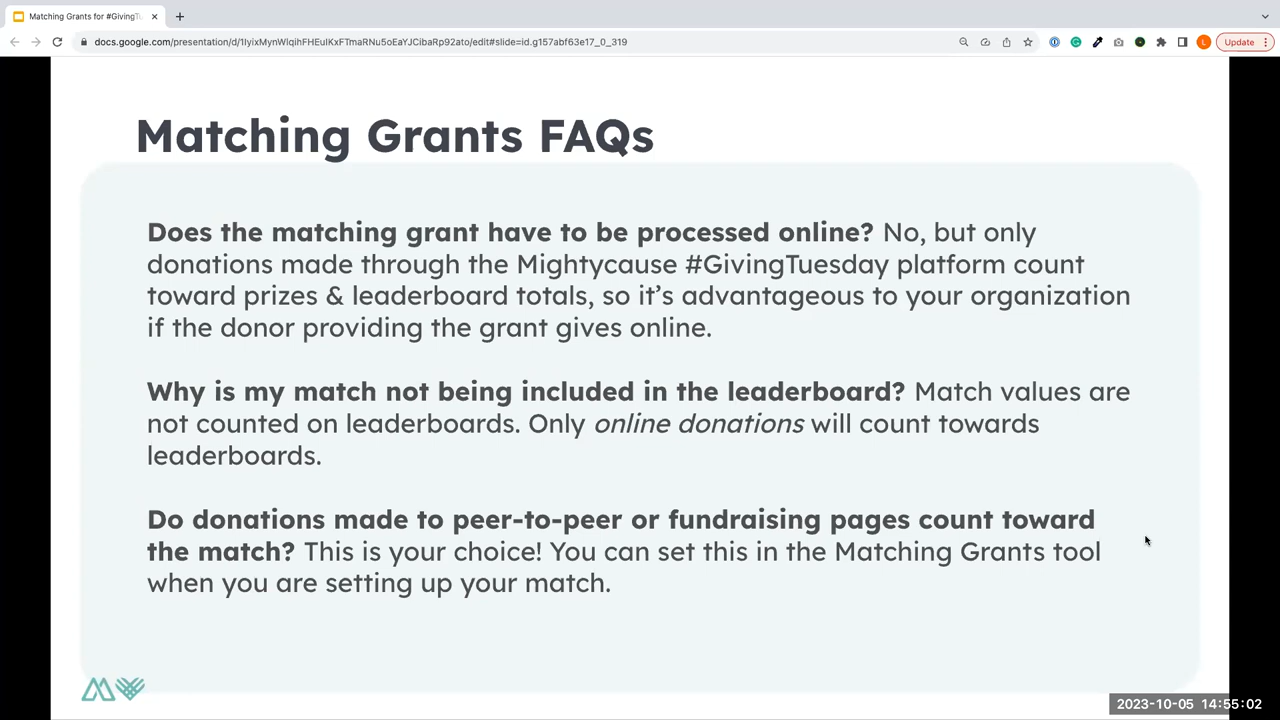 Matching Grants for #GivingTu
docs.google.com/presentation/d/1IyixMynWlqihFHEuIKxFTmaRNu5oEaYJCibaRp92ato/edit#slide=id.g157abf63e17_0_319
L
Update
Matching Grants FAQs
Does the matching grant have to be processed online? No, but only
donations made through the Mightycause #GivingTuesday platform count
toward prizes & leaderboard totals, so it’s advantageous to your organization
if the donor providing the grant gives online.
Why is my match not being included in the leaderboard? Match values are
not counted on leaderboards. Only online donations will count towards
leaderboards.
Do donations made to peer-to-peer or fundraising pages count toward
the match? This is your choice! You can set this in the Matching Grants tool
when you are setting up your match.
2023-10-05 14:55:02